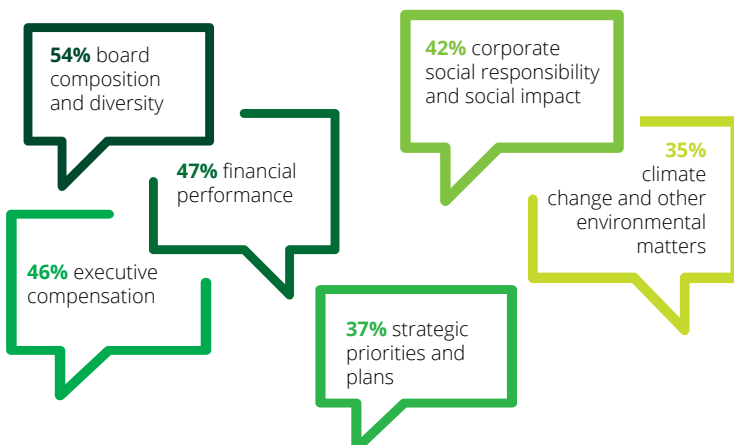 54% board
composition
and diversity
47% financial
performance
46% executive
compensation
42% corporate
social responsibility
and social impact
35%
climate
change and other
environmental
matters
37% strategic
priorities and
plans